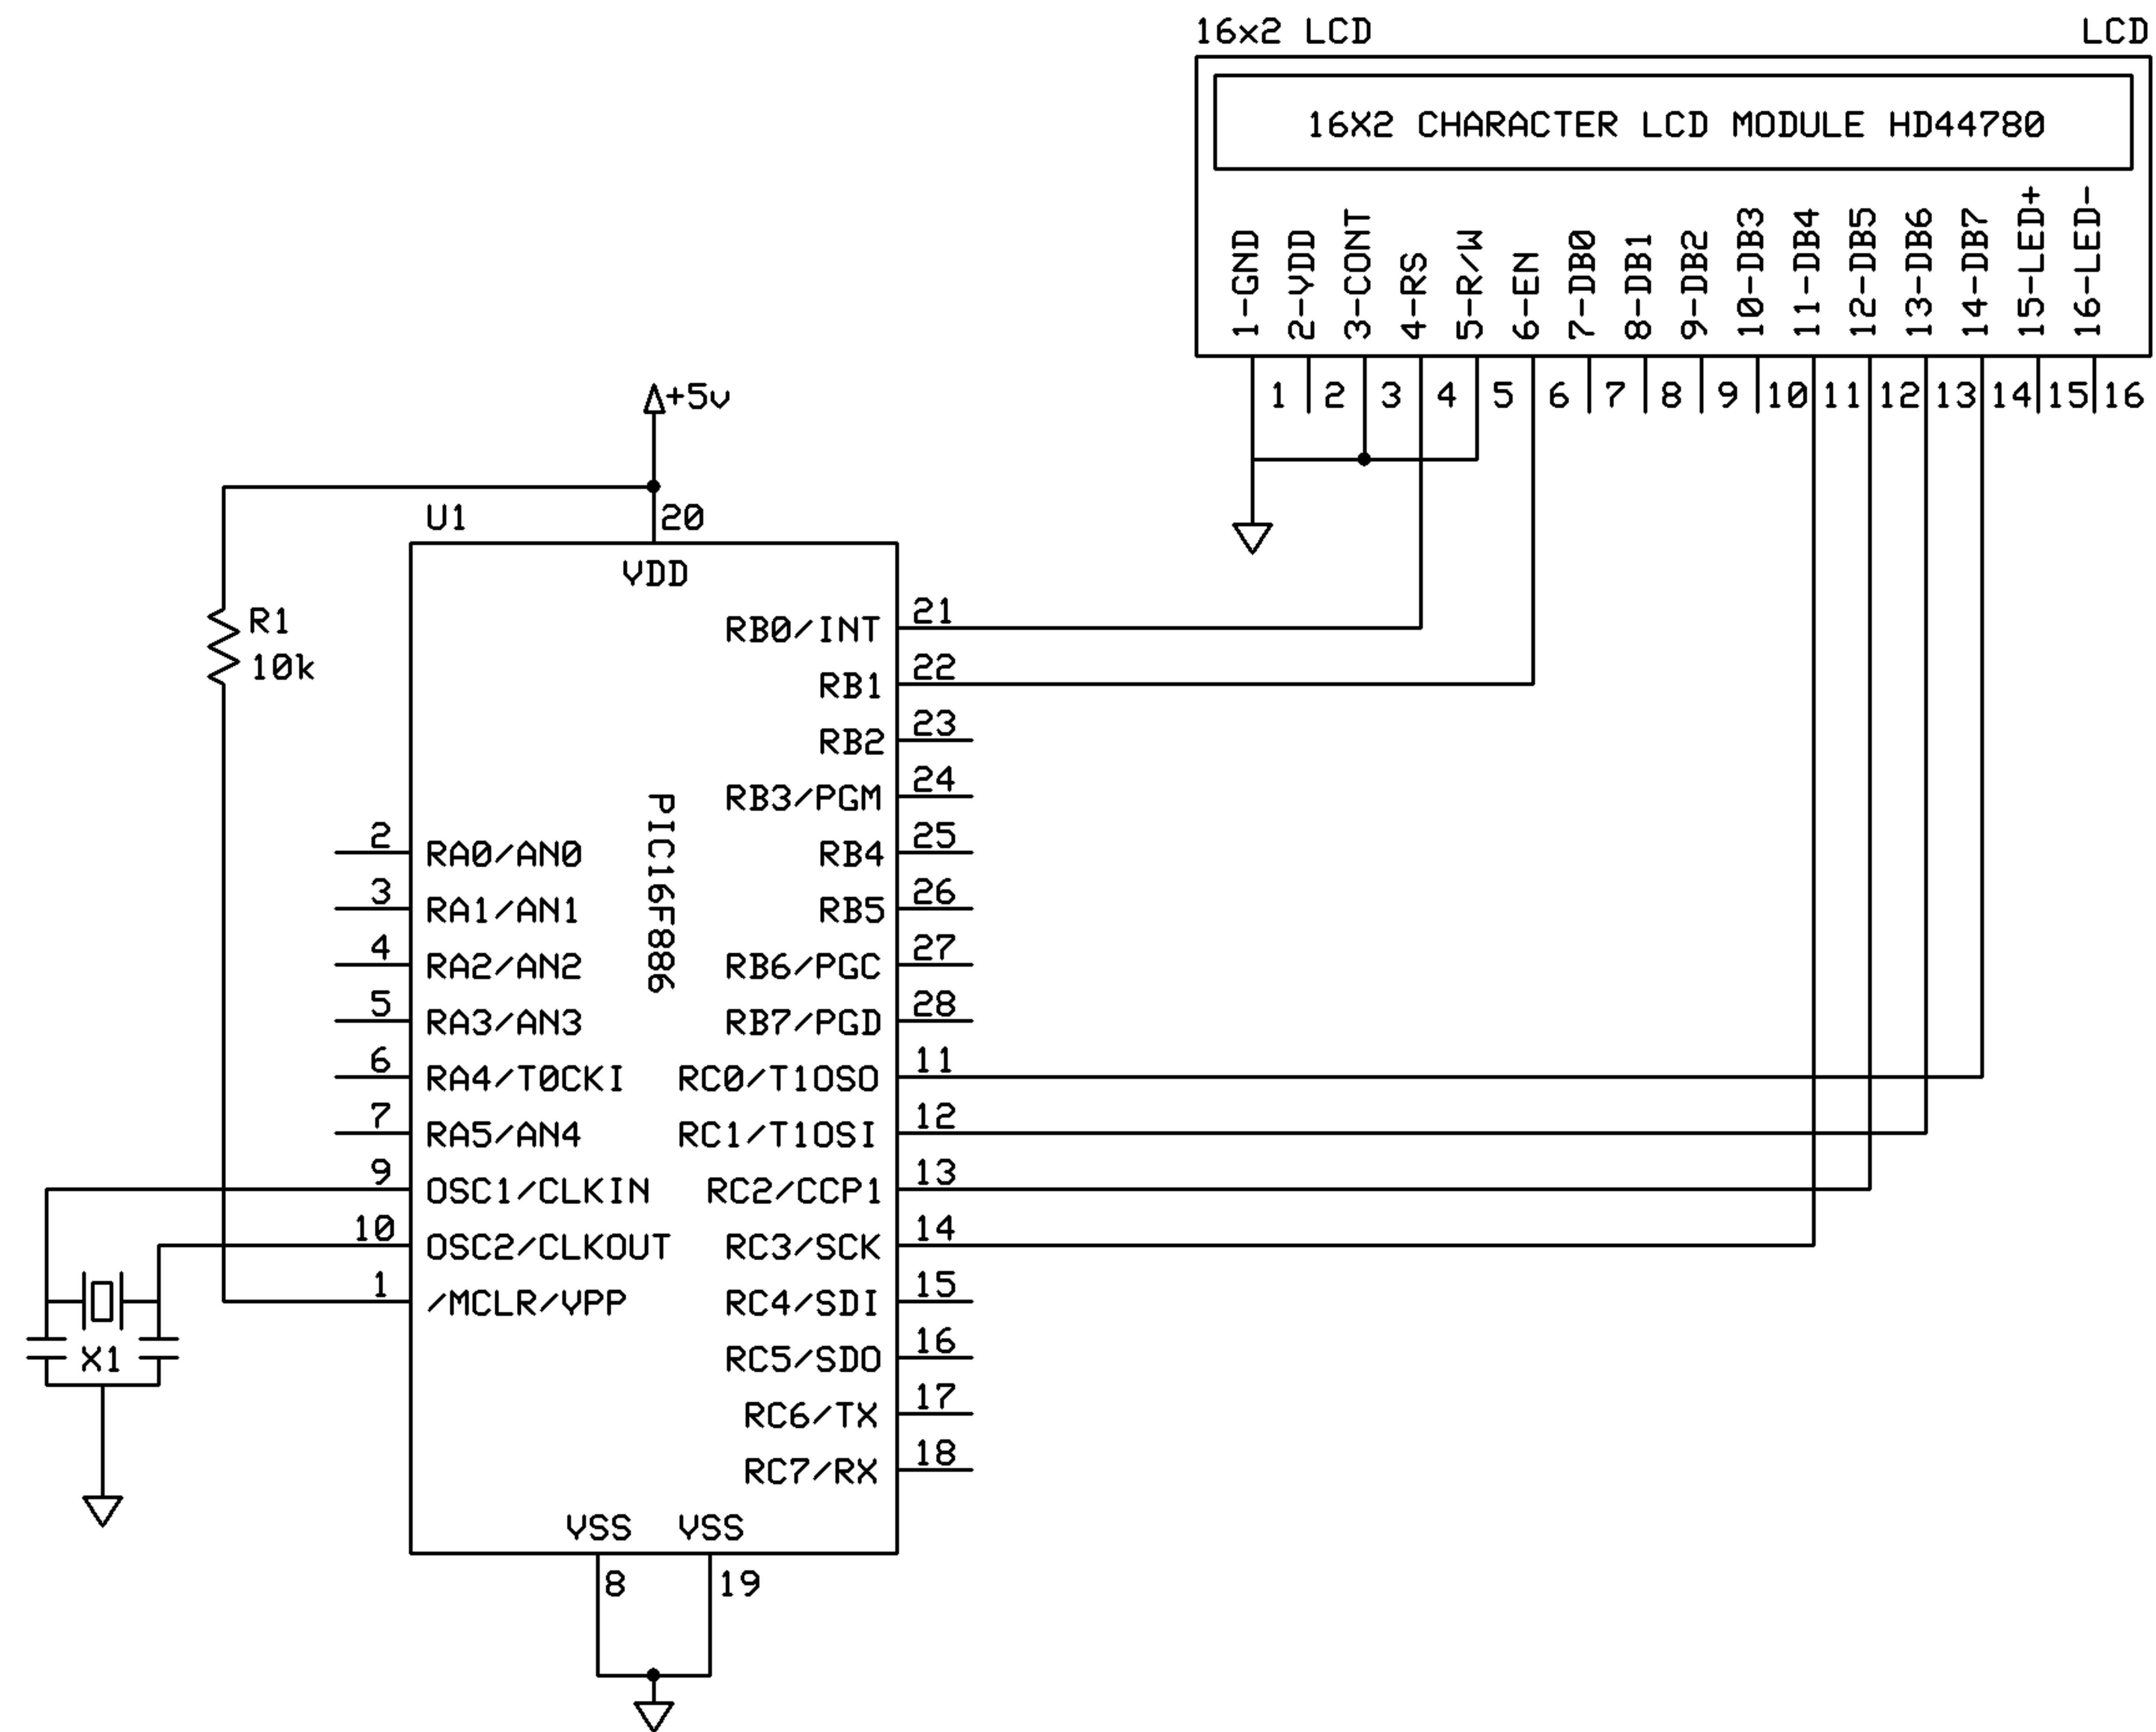 16x2 LCD
LCD
16X2 CHARACTER LCD MODULE HD44780
1-GND
2-VDD
3-CONT
4-RS
5-R/W
6-EN
7-DB0
8-DB1
9-DB2
10-DB3
11-DB4
12-DB5
13-DB6
14-DB7
15-LED+
16-LED-
1 2 3 4 5 6 7 8 9 10 11 12 13 14 15 16
+5v
U1
20
VDD
R1
10k
PIC16F886
2 RA0/AN0
3 RA1/AN1
4 RA2/AN2
5 RA3/AN3
6 RA4/T0CKI
7 RA5/AN4
9 OSC1/CLKIN
10 OSC2/CLKOUT
1 /MCLR/VPP
RB0/INT 21
RB1 22
RB2 23
RB3/PGM 24
RB4 25
RB5 26
RB6/PGC 27
RB7/PGD 28
RC0/T1OSO 11
RC1/T1OSI 12
RC2/CCP1 13
RC3/SCK 14
RC4/SDI 15
RC5/SDO 16
RC6/TX 17
RC7/RX 18
X1
VSS VSS
8 19